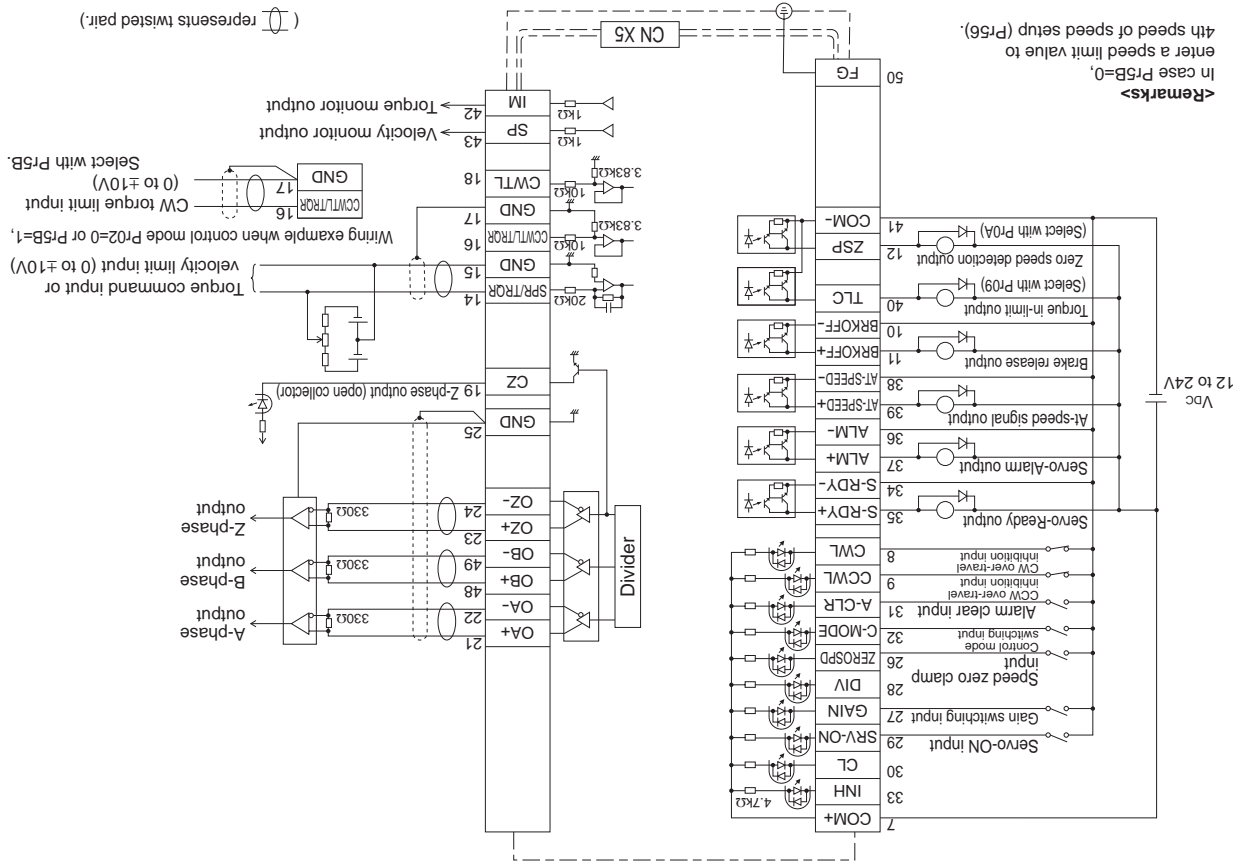 7 COM+
33 INH 4.7kΩ
30 CL
Servo-ON input 29 SRV-ON
Gain switching input 27 GAIN
28 DIV
Speed zero clamp
input
26 ZEROSPD
Control mode
switching input
32 C-MODE
Alarm clear input 31 A-CLR
CCW over-travel
inhibition input
9 CCWL
CW over-travel
inhibition input
8 CWL
Servo-Ready output
35 S-RDY+
34 S-RDY-
Servo-Alarm output
37 ALM+
36 ALM-
At-speed signal output
39 AT-SPEED+
38 AT-SPEED-
Brake release output
11 BRKOFF+
10 BRKOFF-
Torque in-limit output
(Select with Pr09)
40 TLC
Zero speed detection output
(Select with Pr0A)
12 ZSP
41 COM-
VDC
12 to 24V
50 FG
<Remarks>
In case Pr5B=0,
enter a speed limit value to
4th speed of speed setup (Pr56).
CN X5
Divider
21 OA+
22 OA-
330Ω
A-phase
output
48 OB+
49 OB-
330Ω
B-phase
output
23 OZ+
24 OZ-
330Ω
Z-phase
output
25 GND
19 CZ
Z-phase output (open collector)
20kΩ SPR/TRQR 14
GND 15
Torque command input or
velocity limit input (0 to ±10V)
10kΩ CCWTL/TRQR 16
3.83kΩ
GND 17
10kΩ CWTL 18
3.83kΩ
Wiring example when control mode Pr02=0 or Pr5B=1,
CCWTL/TRQR 16
GND 17
CW torque limit input
(0 to ±10V)
Select with Pr5B.
1kΩ SP 43 Velocity monitor output
1kΩ IM 42 Torque monitor output
( represents twisted pair.)